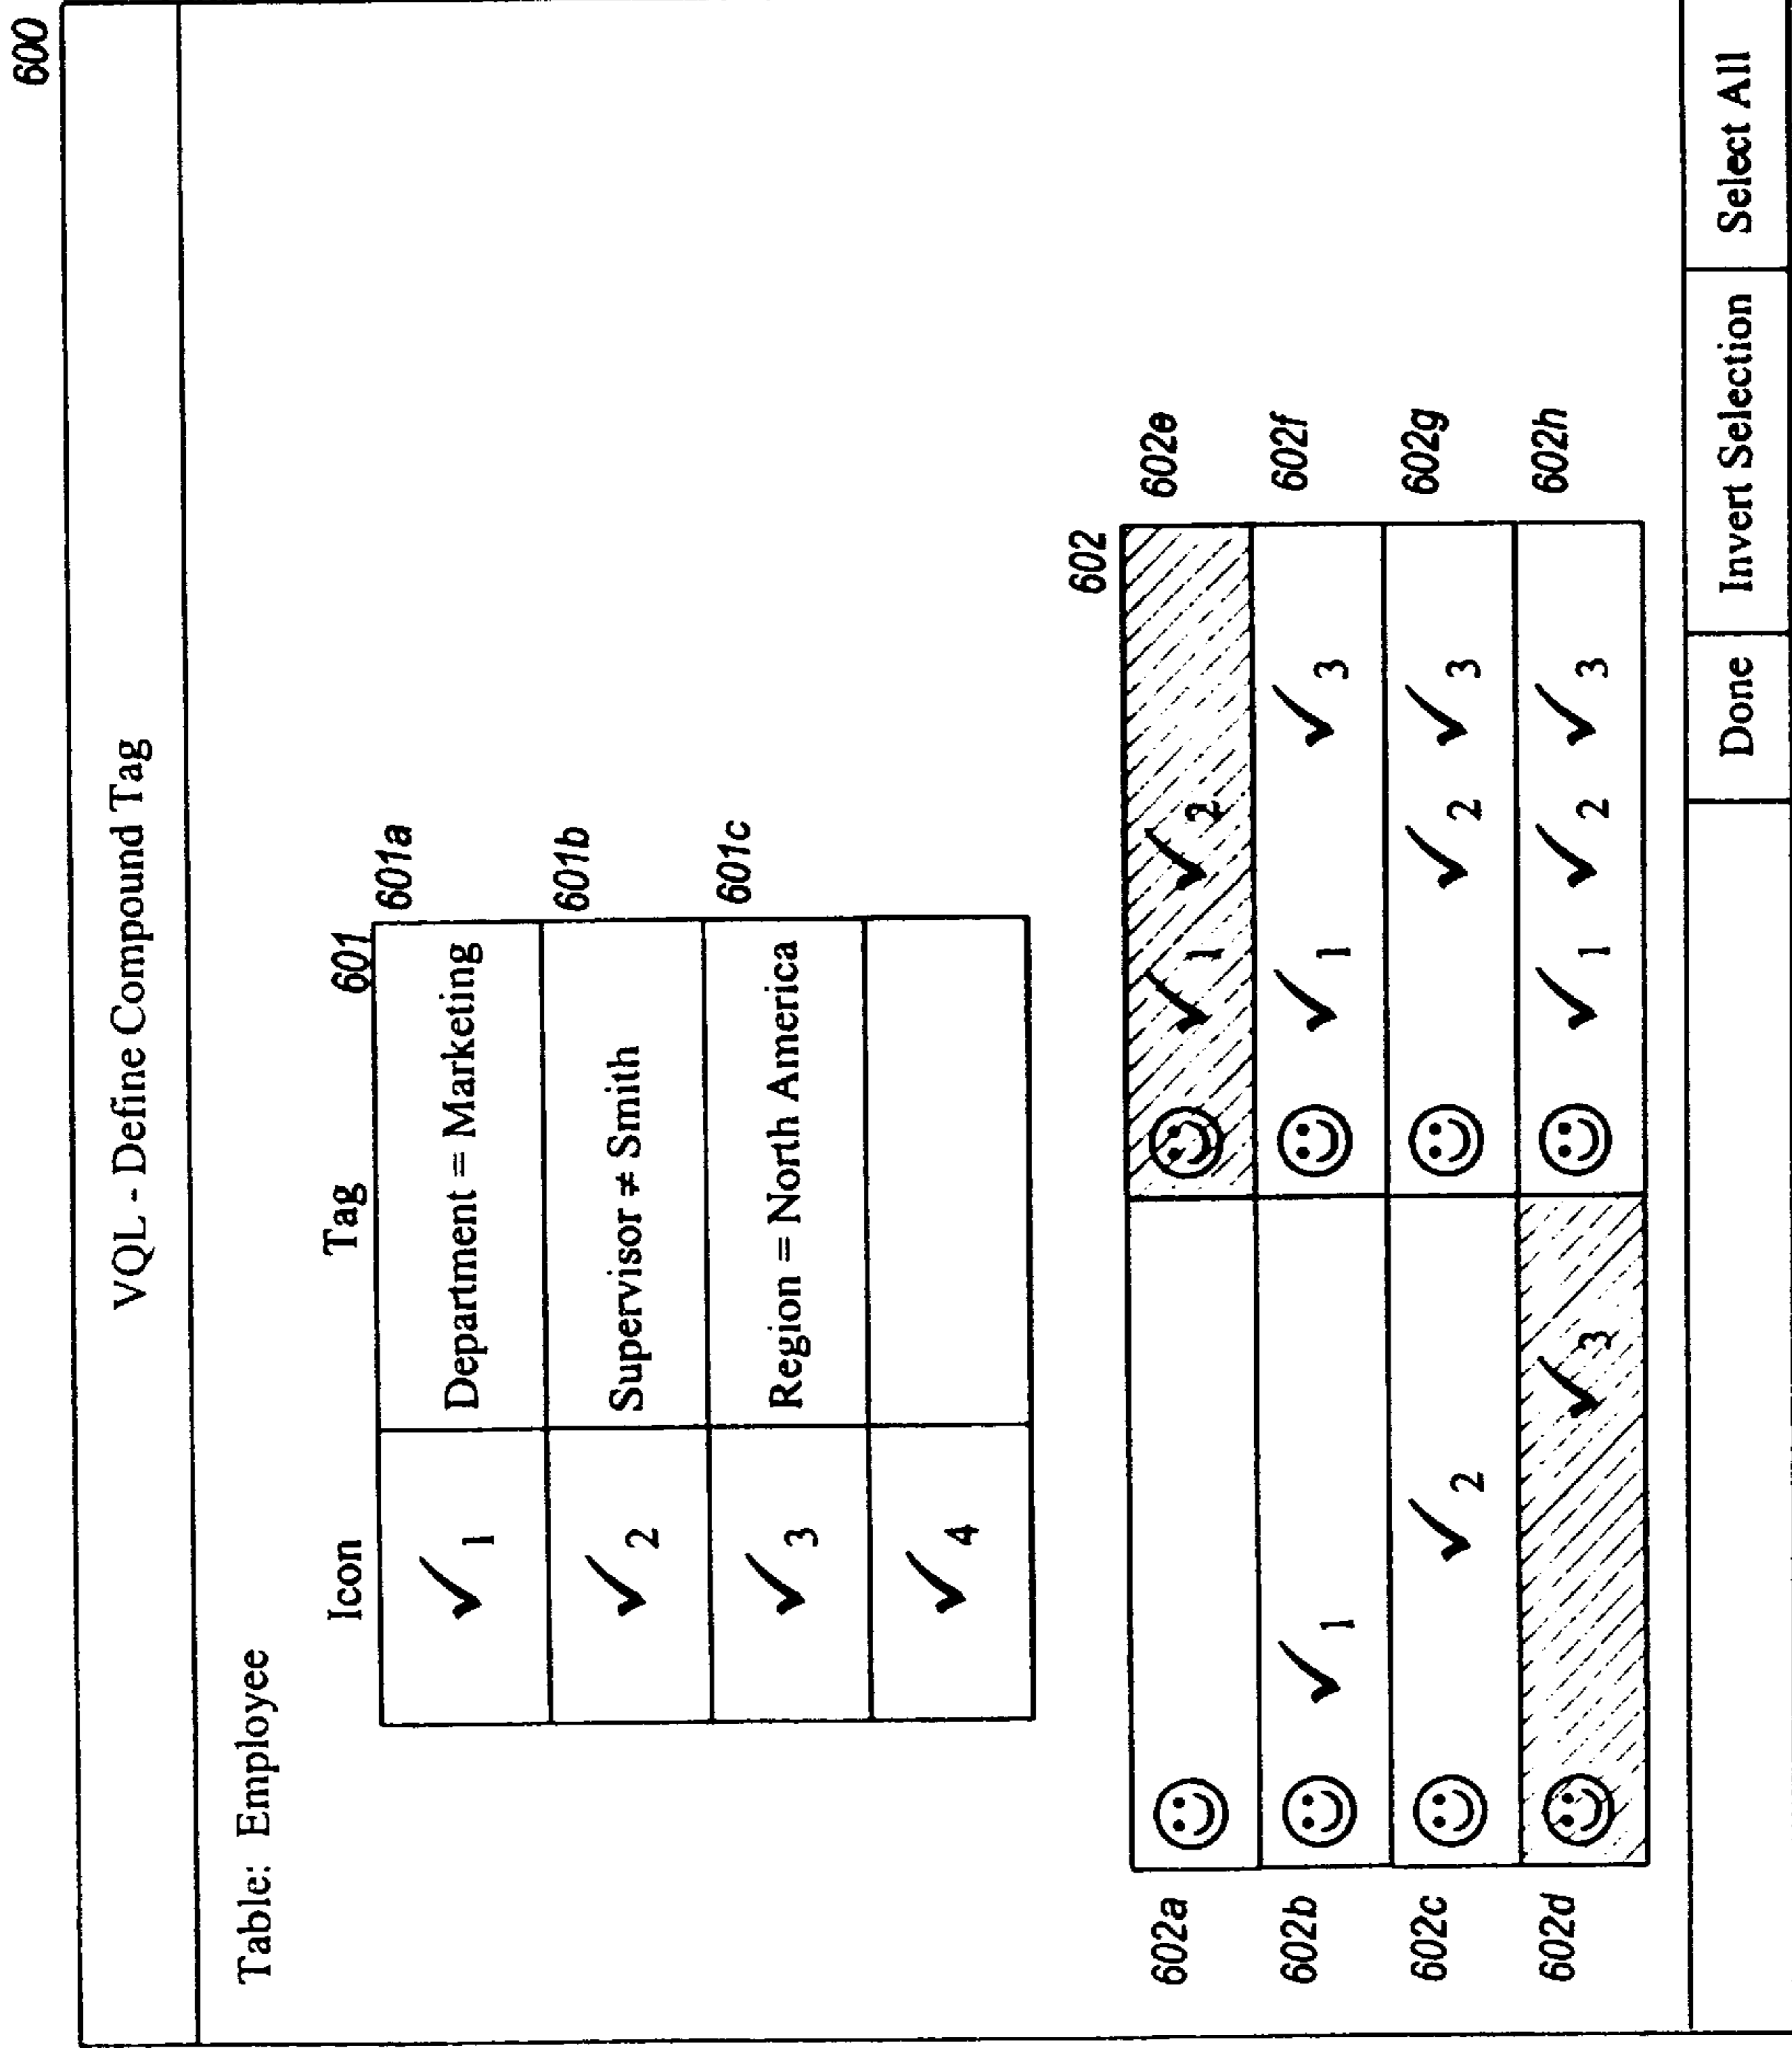 600
VQL - Define Compound Tag
Table: Employee
Icon Tag 601
✓1 Department = Marketing 601a
✓2 Supervisor ≠ Smith 601b
✓3 Region = North America 601c
✓4
602
602a ✓1 ✓2 602e
602b ✓1 ✓1 ✓3 602f
602c ✓2 ✓2 ✓3 602g
602d ✓3 ✓1 ✓2 ✓3 602h
Done Invert Selection Select All